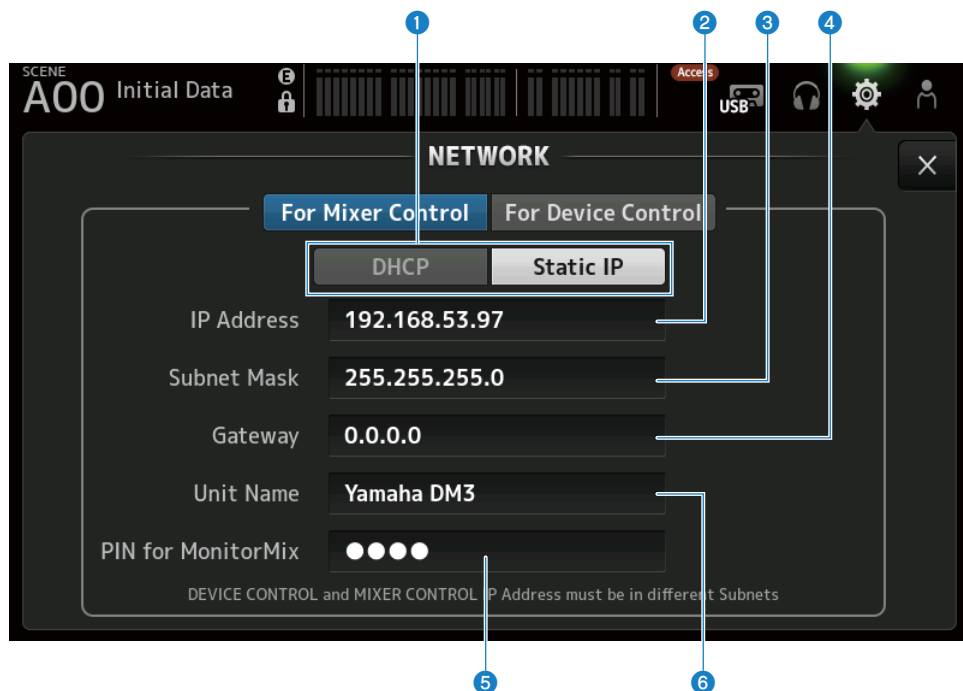 1 2 3 4
SCENE
A00 Initial Data E Access USB
NETWORK
For Mixer Control For Device Control
DHCP Static IP
IP Address 192.168.53.97
Subnet Mask 255.255.255.0
Gateway 0.0.0.0
Unit Name Yamaha DM3
PIN for MonitorMix ●●●●
DEVICE CONTROL and MIXER CONTROL IP Address must be in different Subnets
5 6